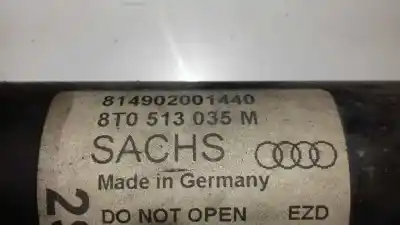 814902001440
8T0 513 035 M
SACHS
Made in Germany
DO NOT OPEN EZD